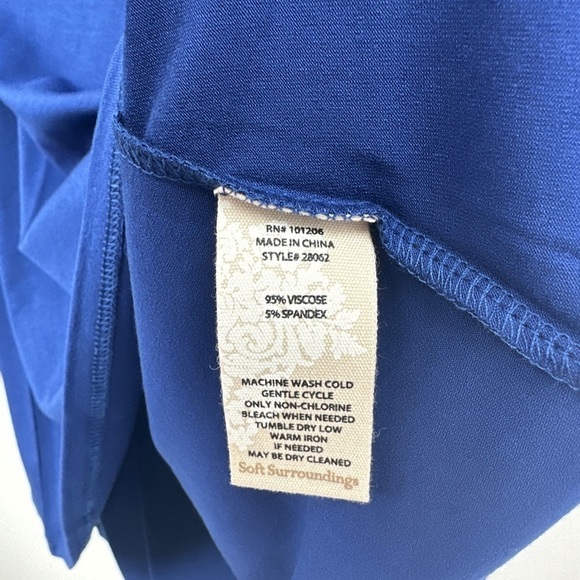 RN# 101206
MADE IN CHINA
STYLE# 28062
95% VISCOSE
5% SPANDEX
MACHINE WASH COLD
GENTLE CYCLE
ONLY NON-CHLORINE
BLEACH WHEN NEEDED
TUMBLE DRY LOW
WARM IRON
IF NEEDED
MAY BE DRY CLEANED
Soft Surroundings